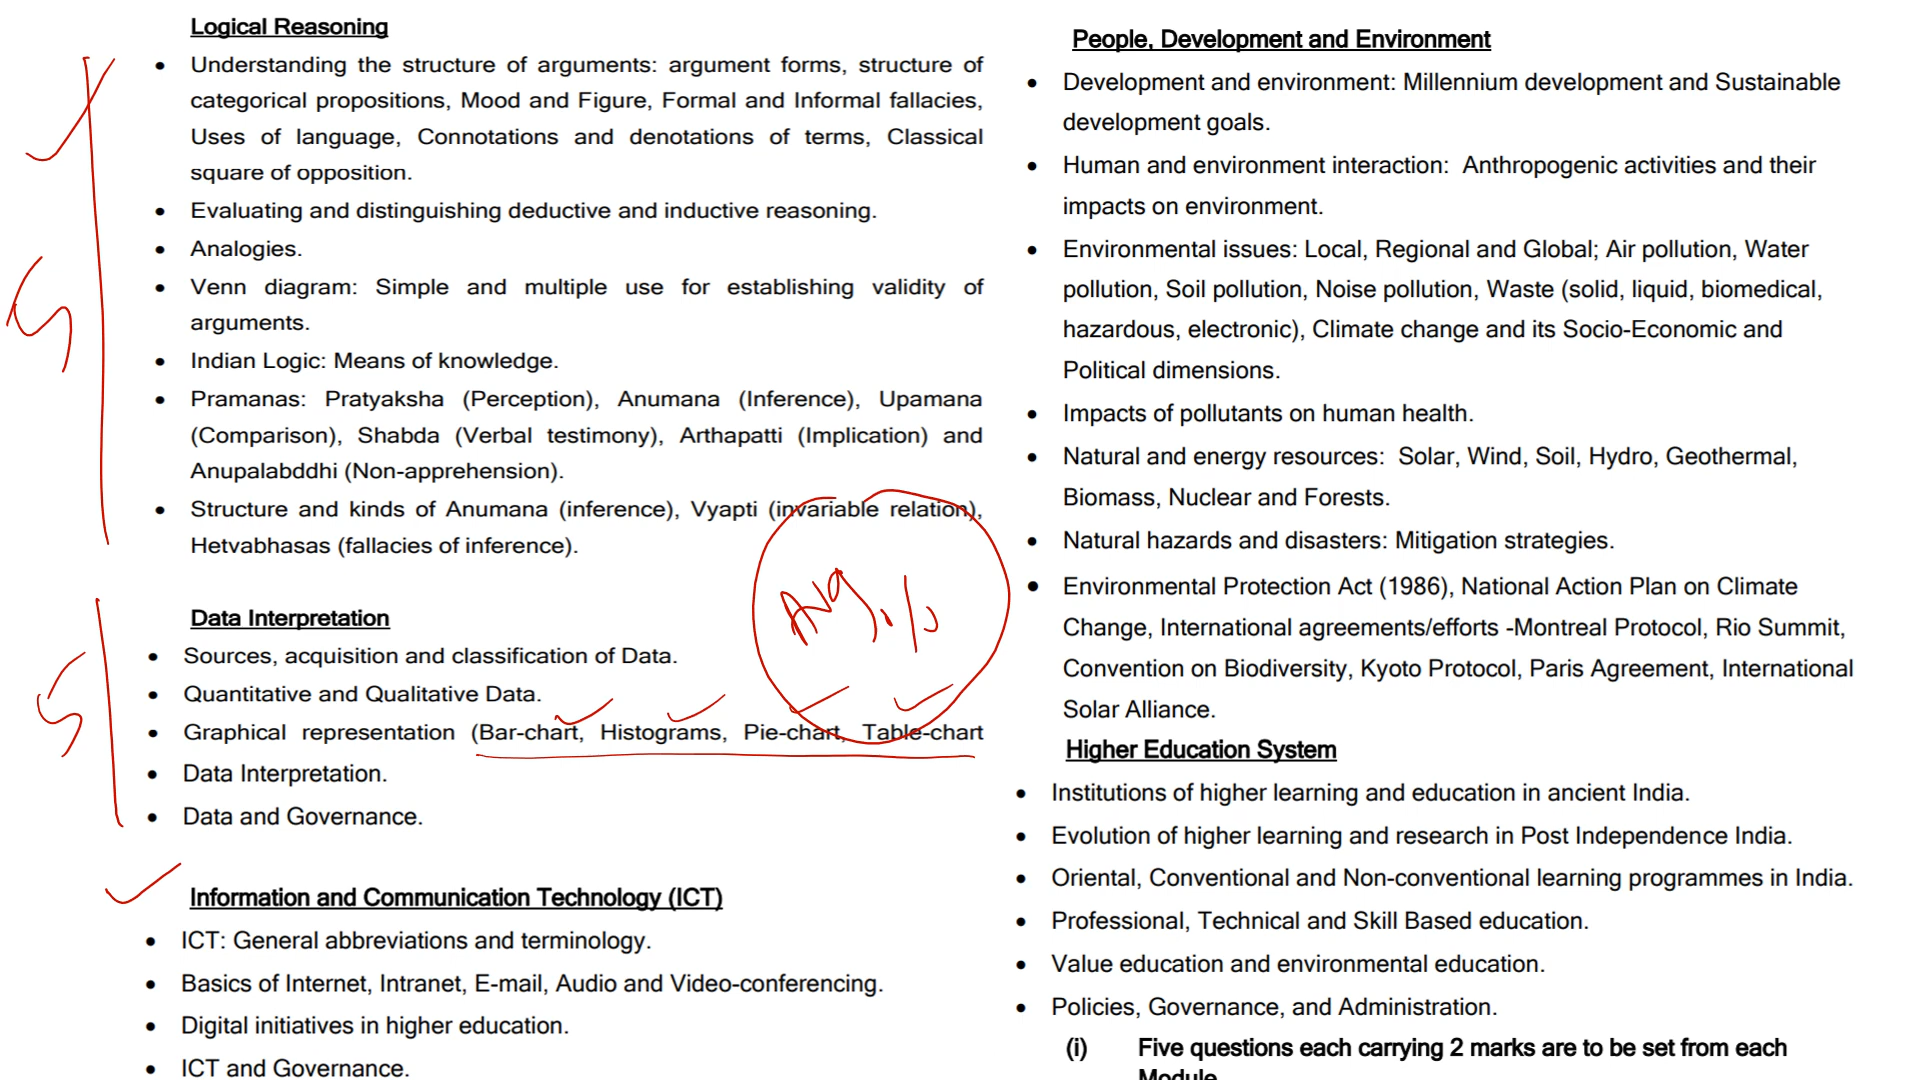 Logical Reasoning
• Understanding the structure of arguments: argument forms, structure of
categorical propositions, Mood and Figure, Formal and Informal fallacies,
Uses of language, Connotations and denotations of terms, Classical
square of opposition.
• Evaluating and distinguishing deductive and inductive reasoning.
• Analogies.
• Venn diagram: Simple and multiple use for establishing validity of
arguments.
• Indian Logic: Means of knowledge.
• Pramanas: Pratyaksha (Perception), Anumana (Inference), Upamana
(Comparison), Shabda (Verbal testimony), Arthapatti (Implication) and
Anupalabddhi (Non-apprehension).
• Structure and kinds of Anumana (inference), Vyapti (invariable relation),
Hetvabhasas (fallacies of inference).
5
Data Interpretation
• Sources, acquisition and classification of Data.
• Quantitative and Qualitative Data.
• Graphical representation (Bar-chart, Histograms, Pie-chart, Table-chart
• Data Interpretation.
• Data and Governance.
5
Information and Communication Technology (ICT)
• ICT: General abbreviations and terminology.
• Basics of Internet, Intranet, E-mail, Audio and Video-conferencing.
• Digital initiatives in higher education.
• ICT and Governance.
People, Development and Environment
• Development and environment: Millennium development and Sustainable
development goals.
• Human and environment interaction: Anthropogenic activities and their
impacts on environment.
• Environmental issues: Local, Regional and Global; Air pollution, Water
pollution, Soil pollution, Noise pollution, Waste (solid, liquid, biomedical,
hazardous, electronic), Climate change and its Socio-Economic and
Political dimensions.
• Impacts of pollutants on human health.
• Natural and energy resources: Solar, Wind, Soil, Hydro, Geothermal,
Biomass, Nuclear and Forests.
• Natural hazards and disasters: Mitigation strategies.
• Environmental Protection Act (1986), National Action Plan on Climate
Change, International agreements/efforts -Montreal Protocol, Rio Summit,
Convention on Biodiversity, Kyoto Protocol, Paris Agreement, International
Solar Alliance.
Higher Education System
• Institutions of higher learning and education in ancient India.
• Evolution of higher learning and research in Post Independence India.
• Oriental, Conventional and Non-conventional learning programmes in India.
• Professional, Technical and Skill Based education.
• Value education and environmental education.
• Policies, Governance, and Administration.
(i) Five questions each carrying 2 marks are to be set from each
Module